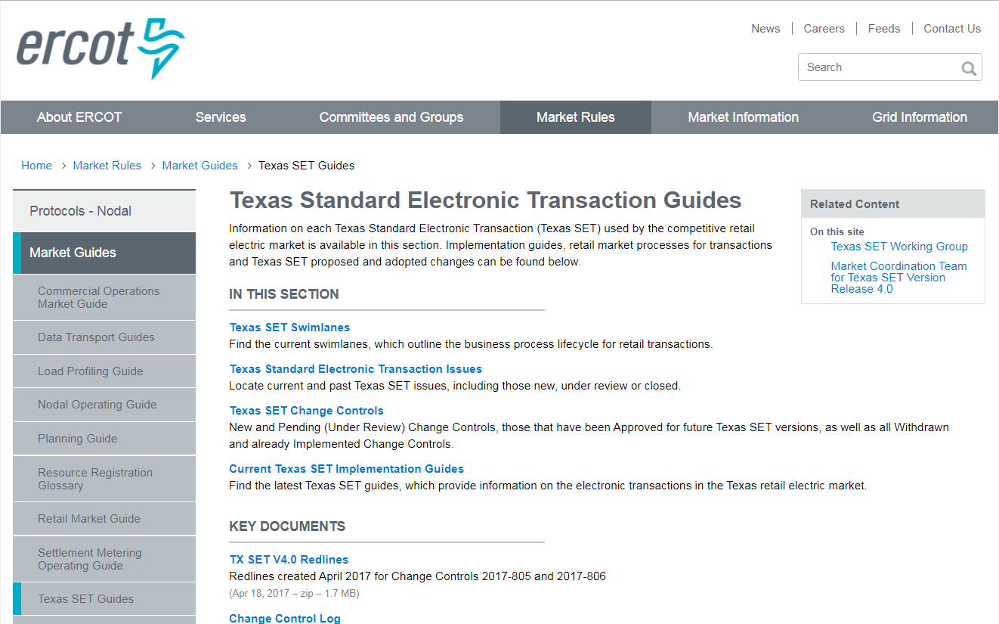 ercot
News
Careers
Feeds
Contact Us
Search
About ERCOT
Services
Committees and Groups
Market Rules
Market Information
Grid Information
Home > Market Rules > Market Guides > Texas SET Guides
Protocols - Nodal
Market Guides
Commercial Operations
Market Guide
Data Transport Guides
Load Profiling Guide
Nodal Operating Guide
Planning Guide
Resource Registration
Glossary
Retail Market Guide
Settlement Metering
Operating Guide
Texas SET Guides
Texas Standard Electronic Transaction Guides
Information on each Texas Standard Electronic Transaction (Texas SET) used by the competitive retail
electric market is available in this section. Implementation guides, retail market processes for transactions
and Texas SET proposed and adopted changes can be found below.
IN THIS SECTION
Texas SET Swimlanes
Find the current swimlanes, which outline the business process lifecycle for retail transactions.
Texas Standard Electronic Transaction Issues
Locate current and past Texas SET issues, including those new, under review or closed.
Texas SET Change Controls
New and Pending (Under Review) Change Controls, those that have been Approved for future Texas SET versions, as well as all Withdrawn
and already Implemented Change Controls.
Current Texas SET Implementation Guides
Find the latest Texas SET guides, which provide information on the electronic transactions in the Texas retail electric market.
KEY DOCUMENTS
TX SET V4.0 Redlines
Redlines created April 2017 for Change Controls 2017-805 and 2017-806
(Apr 18, 2017 – zip – 1.7 MB)
Change Control Log
Related Content
On this site
Texas SET Working Group
Market Coordination Team
for Texas SET Version
Release 4.0